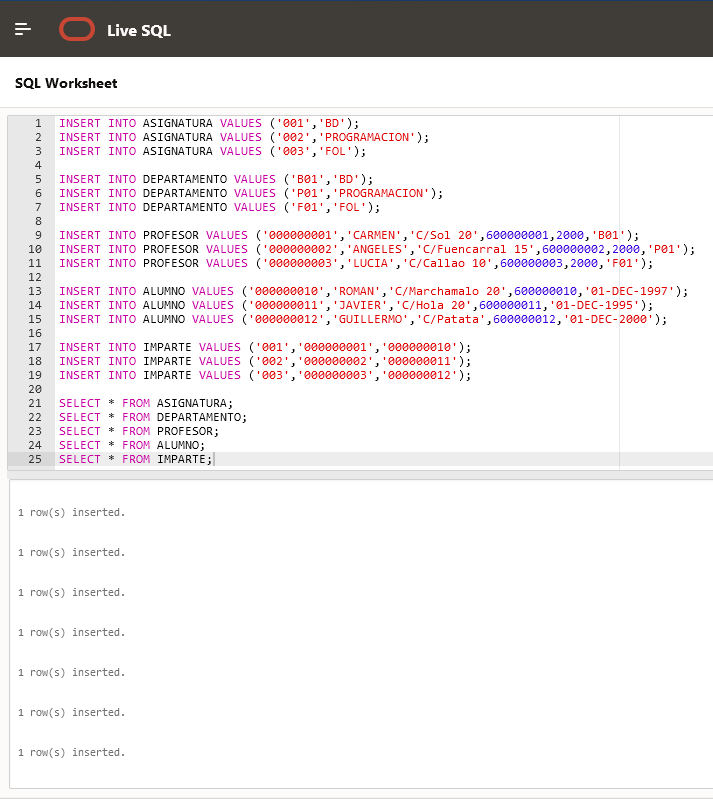 Live SQL
SQL Worksheet
1 INSERT INTO ASIGNATURA VALUES ('001','BD');
2 INSERT INTO ASIGNATURA VALUES ('002','PROGRAMACION');
3 INSERT INTO ASIGNATURA VALUES ('003','FOL');
4
5 INSERT INTO DEPARTAMENTO VALUES ('B01','BD');
6 INSERT INTO DEPARTAMENTO VALUES ('P01','PROGRAMACION');
7 INSERT INTO DEPARTAMENTO VALUES ('F01','FOL');
8
9 INSERT INTO PROFESOR VALUES ('000000001','CARMEN','C/Sol 20',600000001,2000,'B01');
10 INSERT INTO PROFESOR VALUES ('000000002','ANGELES','C/Fuencarral 15',600000002,2000,'P01');
11 INSERT INTO PROFESOR VALUES ('000000003','LUCIA','C/Callao 10',600000003,2000,'F01');
12
13 INSERT INTO ALUMNO VALUES ('000000010','ROMAN','C/Marchamalo 20',600000010,'01-DEC-1997');
14 INSERT INTO ALUMNO VALUES ('000000011','JAVIER','C/Hola 20',600000011,'01-DEC-1995');
15 INSERT INTO ALUMNO VALUES ('000000012','GUILLERMO','C/Patata',600000012,'01-DEC-2000');
16
17 INSERT INTO IMPARTE VALUES ('001','000000001','000000010');
18 INSERT INTO IMPARTE VALUES ('002','000000002','000000011');
19 INSERT INTO IMPARTE VALUES ('003','000000003','000000012');
20
21 SELECT * FROM ASIGNATURA;
22 SELECT * FROM DEPARTAMENTO;
23 SELECT * FROM PROFESOR;
24 SELECT * FROM ALUMNO;
25 SELECT * FROM IMPARTE;
1 row(s) inserted.
1 row(s) inserted.
1 row(s) inserted.
1 row(s) inserted.
1 row(s) inserted.
1 row(s) inserted.
1 row(s) inserted.